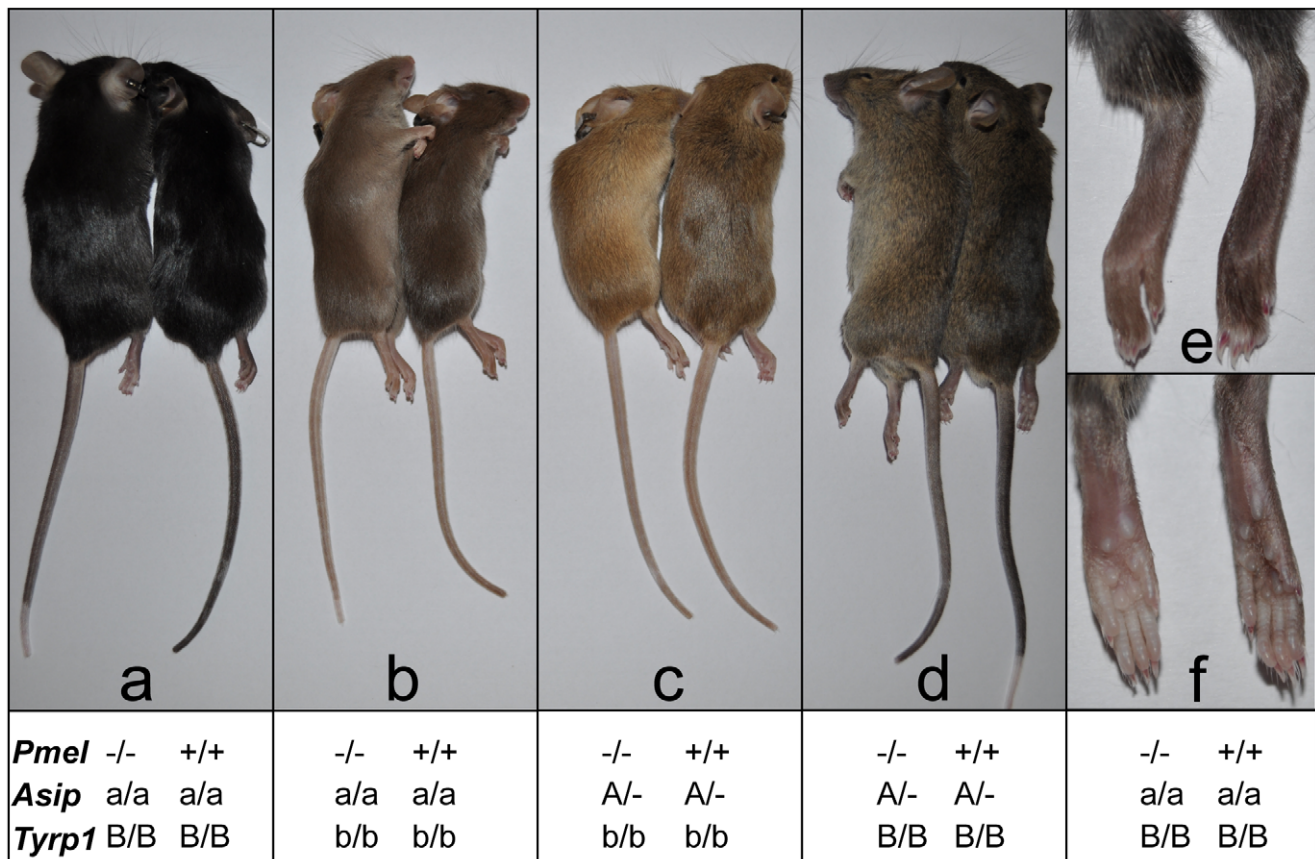 a b c d e f
Pmel -/- +/+ -/- +/+ -/- +/+ -/- +/+ -/- +/+
Asip a/a a/a a/a a/a A/- A/- A/- A/- a/a a/a
Tyrp1 B/B B/B b/b b/b b/b b/b B/B B/B B/B B/B